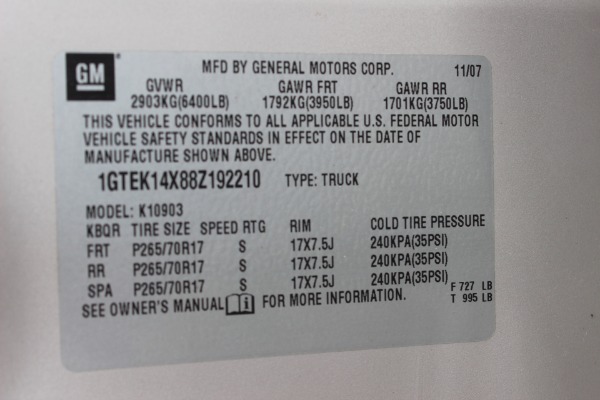 GM
MFD BY GENERAL MOTORS CORP. 11/07
GVWR GAWR FRT GAWR RR
2903KG(6400LB) 1792KG(3950LB) 1701KG(3750LB)
THIS VEHICLE CONFORMS TO ALL APPLICABLE U.S. FEDERAL MOTOR
VEHICLE SAFETY STANDARDS IN EFFECT ON THE DATE OF
MANUFACTURE SHOWN ABOVE.
1GTEK14X88Z192210 TYPE: TRUCK
MODEL: K10903
KBQR TIRE SIZE SPEED RTG RIM COLD TIRE PRESSURE
FRT P265/70R17 S 17X7.5J 240KPA(35PSI)
RR P265/70R17 S 17X7.5J 240KPA(35PSI)
SPA P265/70R17 S 17X7.5J 240KPA(35PSI)
SEE OWNER'S MANUAL FOR MORE INFORMATION.
F 727 LB
T 995 LB